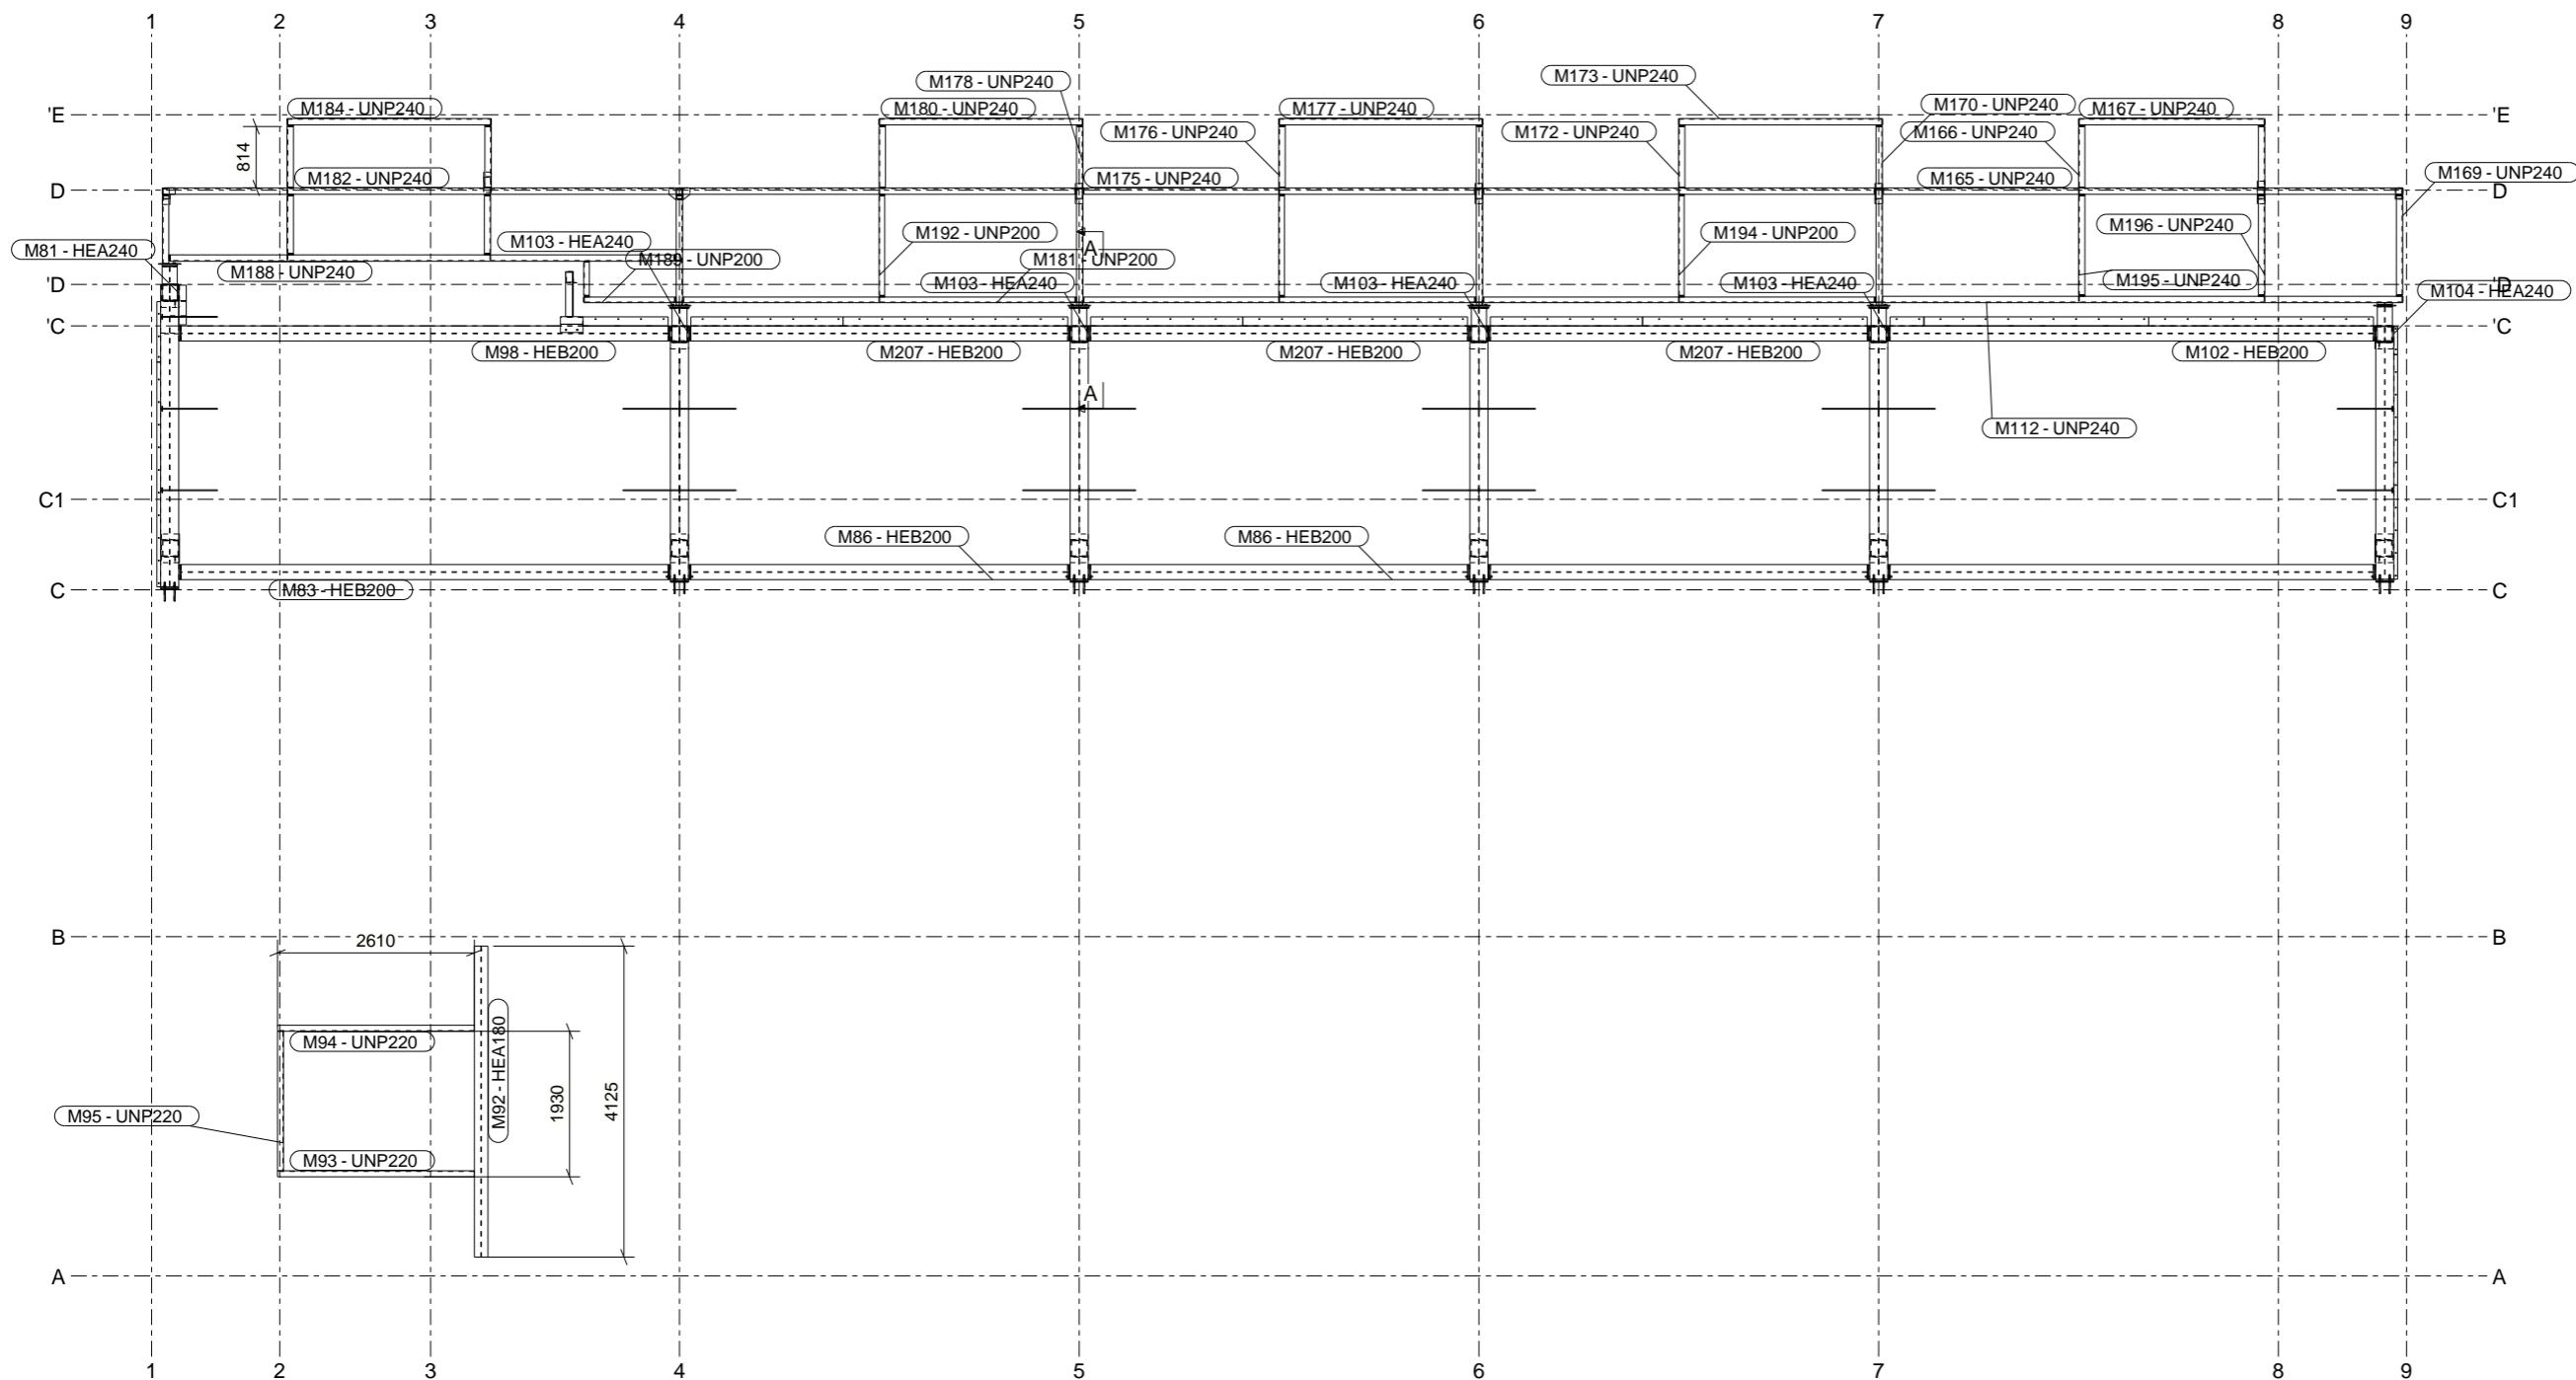 1 2 3 4 5 6 7 8 9
M178 - UNP240
M173 - UNP240
'E M184 - UNP240 M180 - UNP240 M177 - UNP240 M170 - UNP240 M167 - UNP240 'E
M176 - UNP240 M172 - UNP240 M166 - UNP240
814
M182 - UNP240 M175 - UNP240 M165 - UNP240 M169 - UNP240
D D
M81 - HEA240 M103 - HEA240 M192 - UNP200 A M194 - UNP200 M196 - UNP240
M188 - UNP240 M189 - UNP200 M181 - UNP200
'D M103 - HEA240 M103 - HEA240 M103 - HEA240 M195 - UNP240 'D
M104 - HEA240
'C 'C
M98 - HEB200 M207 - HEB200 M207 - HEB200 M207 - HEB200 M102 - HEB200
A
M112 - UNP240
C1 C1
M86 - HEB200 M86 - HEB200
C M83 - HEB200 C
B B
2610
M94 - UNP220
M92 - HEA180
1930
4125
M95 - UNP220
M93 - UNP220
A A
1 2 3 4 5 6 7 8 9